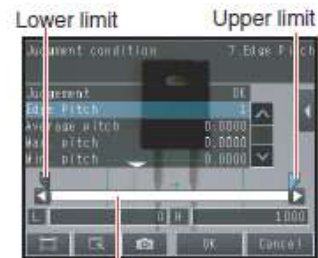 Lower limit Upper limit
Judgment condition 7.Edge Pitch
Judgement OK
Edge Pitch 1
Average pitch 0.0000
Max. pitch 0.0000
Min. pitch 0.0000
L 0 H 1000
OK Cancel